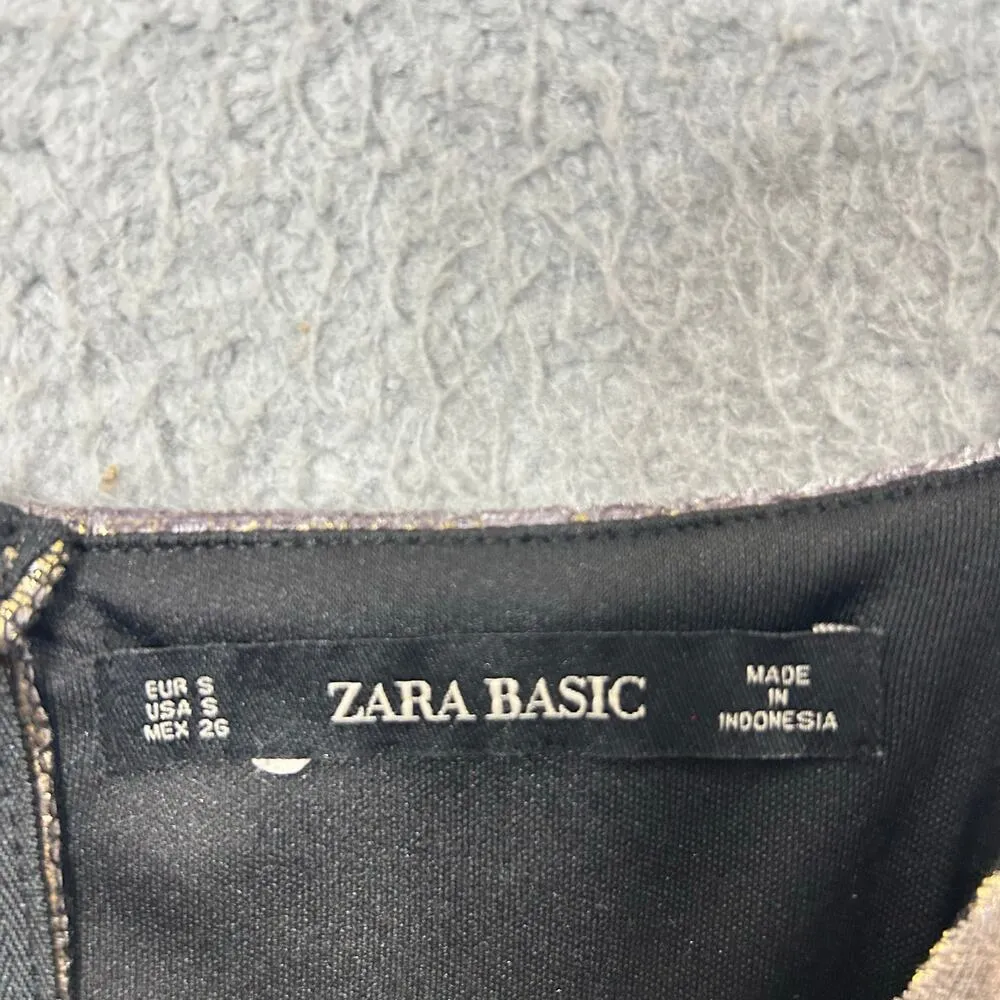 EUR S
USA S
MEX 26
ZARA BASIC
MADE
IN
INDONESIA